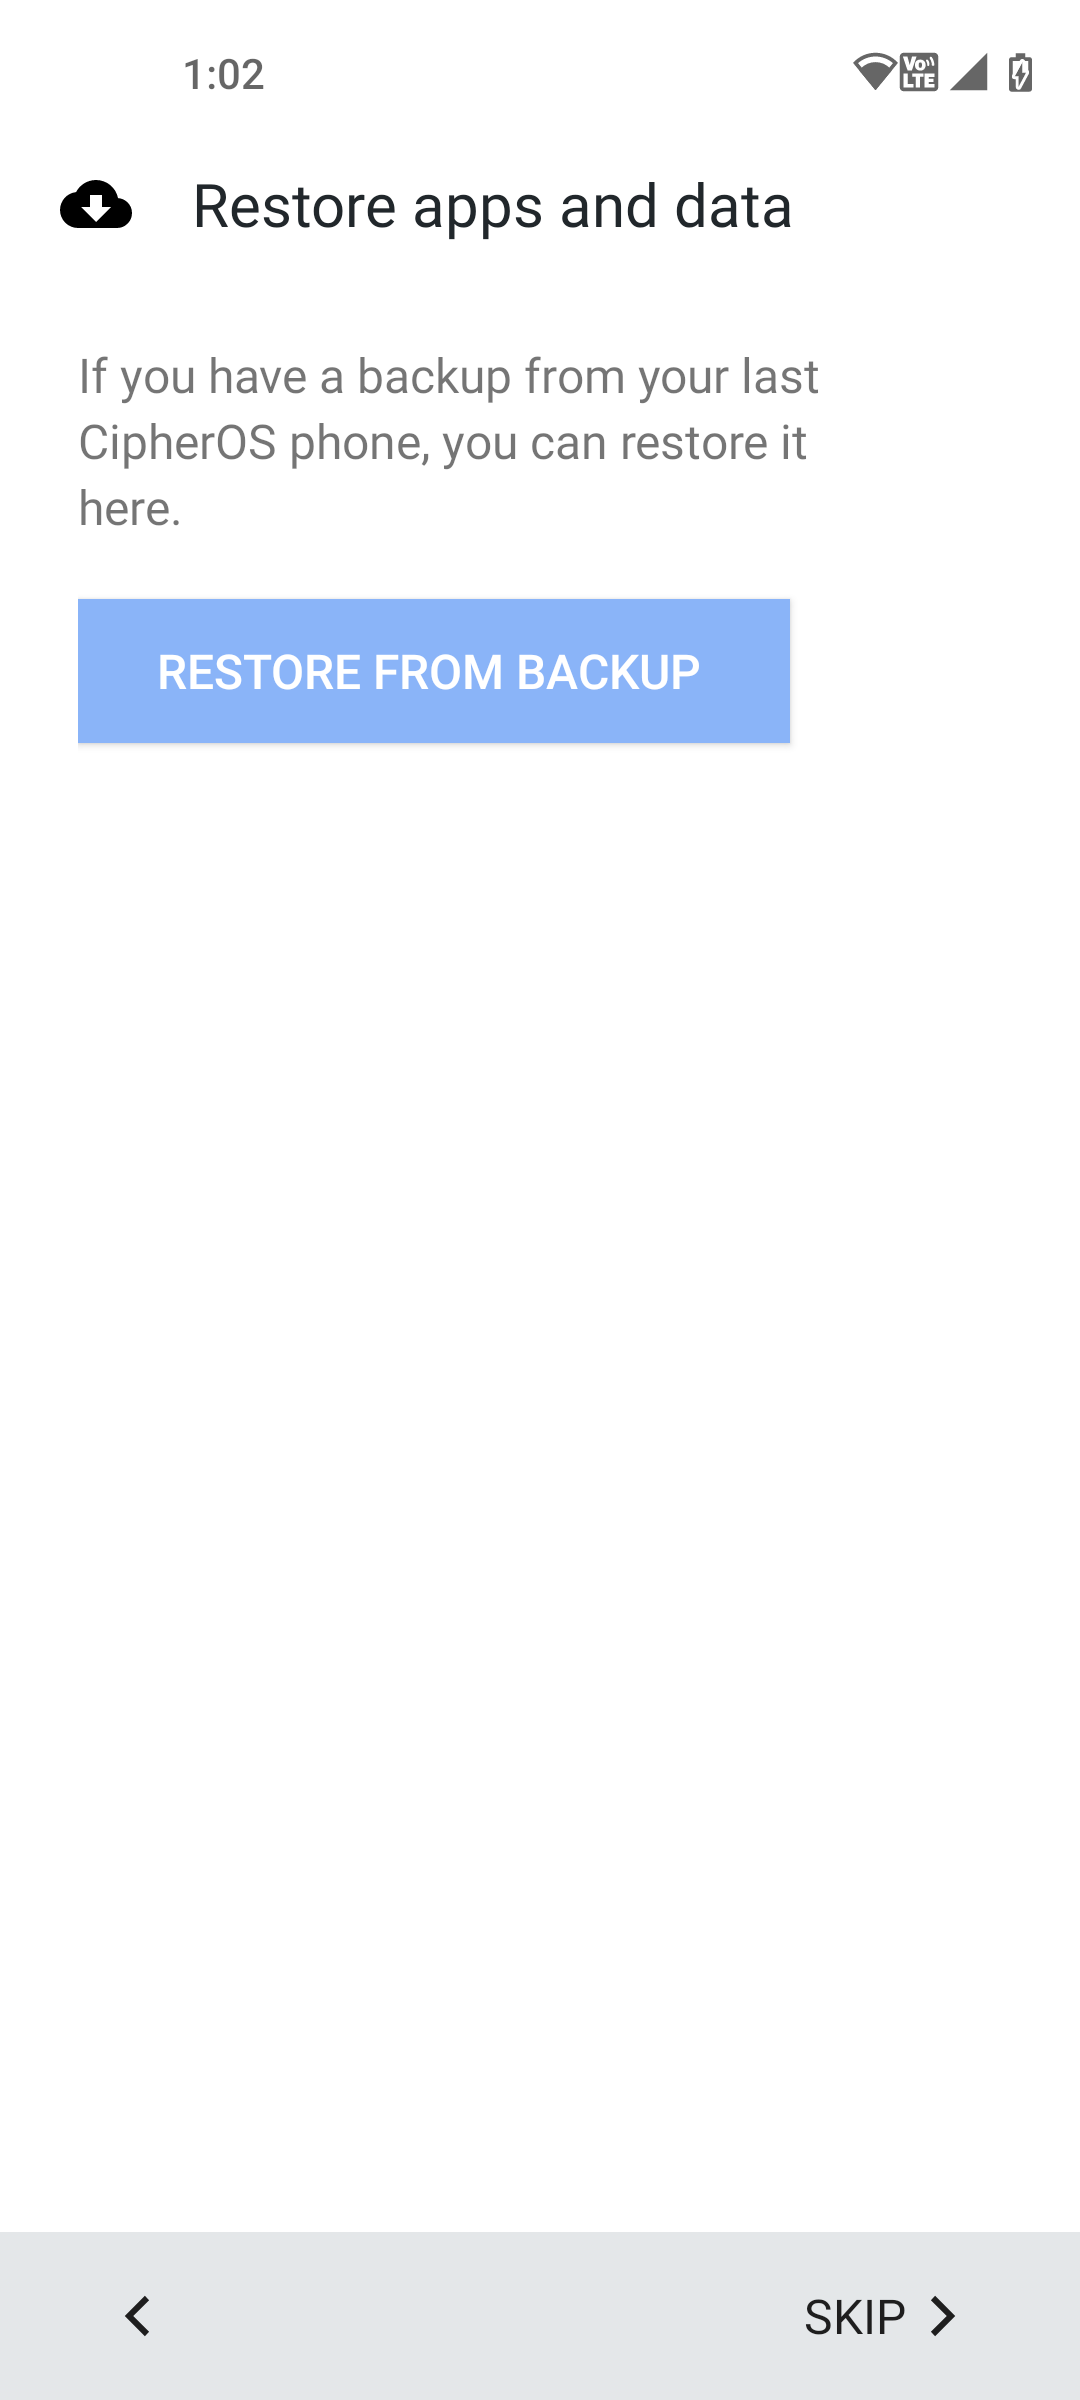 1:02
Vo
LTE
Restore apps and data
If you have a backup from your last
CipherOS phone, you can restore it
here.
RESTORE FROM BACKUP
SKIP